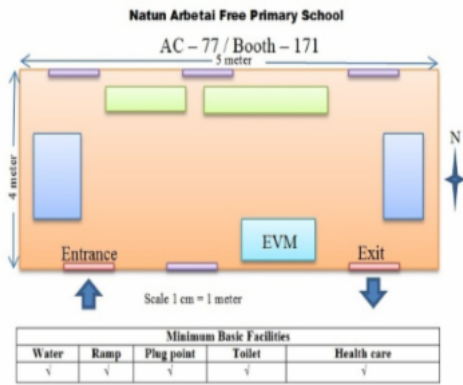 Natun Arbetai Free Primary School
AC – 77 / Booth – 171
5 meter
4 meter
N
EVM
Entrance
Exit
Scale 1 cm = 1 meter
Minimum Basic Facilities
Water Ramp Plug point Toilet Health care
√ √ √ √ √